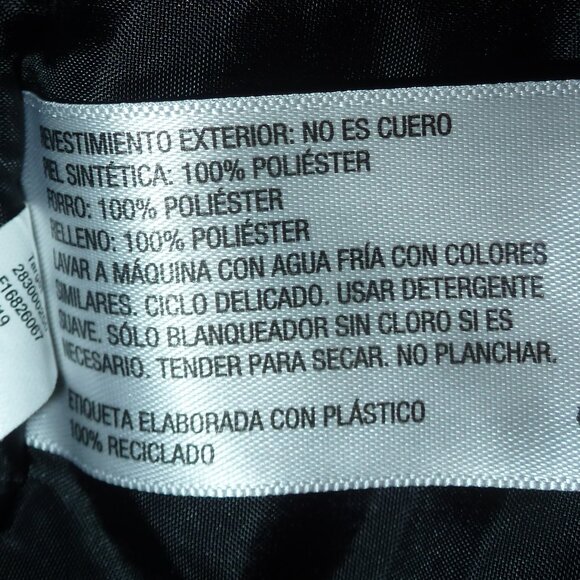 REVESTIMIENTO EXTERIOR: NO ES CUERO
PIEL SINTÉTICA: 100% POLIÉSTER
FORRO: 100% POLIÉSTER
RELLENO: 100% POLIÉSTER
LAVAR A MÁQUINA CON AGUA FRÍA CON COLORES
SIMILARES. CICLO DELICADO. USAR DETERGENTE
SUAVE. SÓLO BLANQUEADOR SIN CLORO SI ES
NECESARIO. TENDER PARA SECAR. NO PLANCHAR.
ETIQUETA ELABORADA CON PLÁSTICO
100% RECICLADO
F16826067